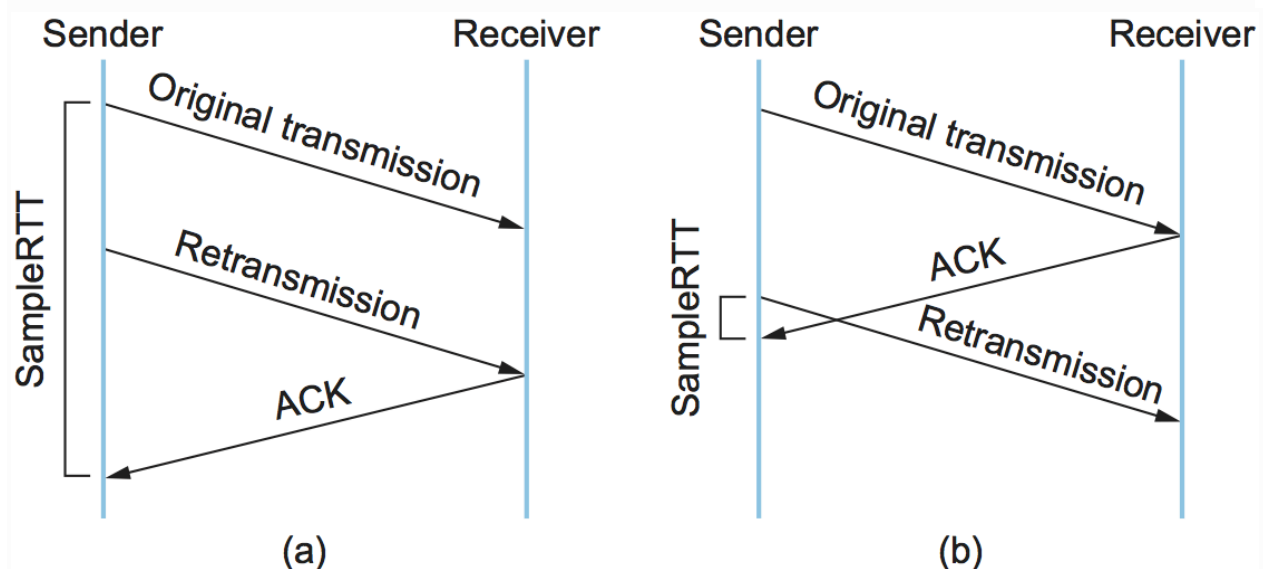 Sender
Receiver
Original transmission
Retransmission
ACK
SampleRTT
(a)
Sender
Receiver
Original transmission
ACK
Retransmission
SampleRTT
(b)